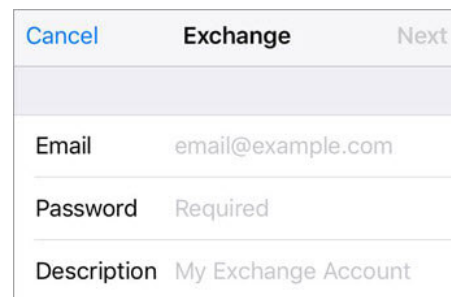 Cancel Exchange Next
Email email@example.com
Password Required
Description My Exchange Account